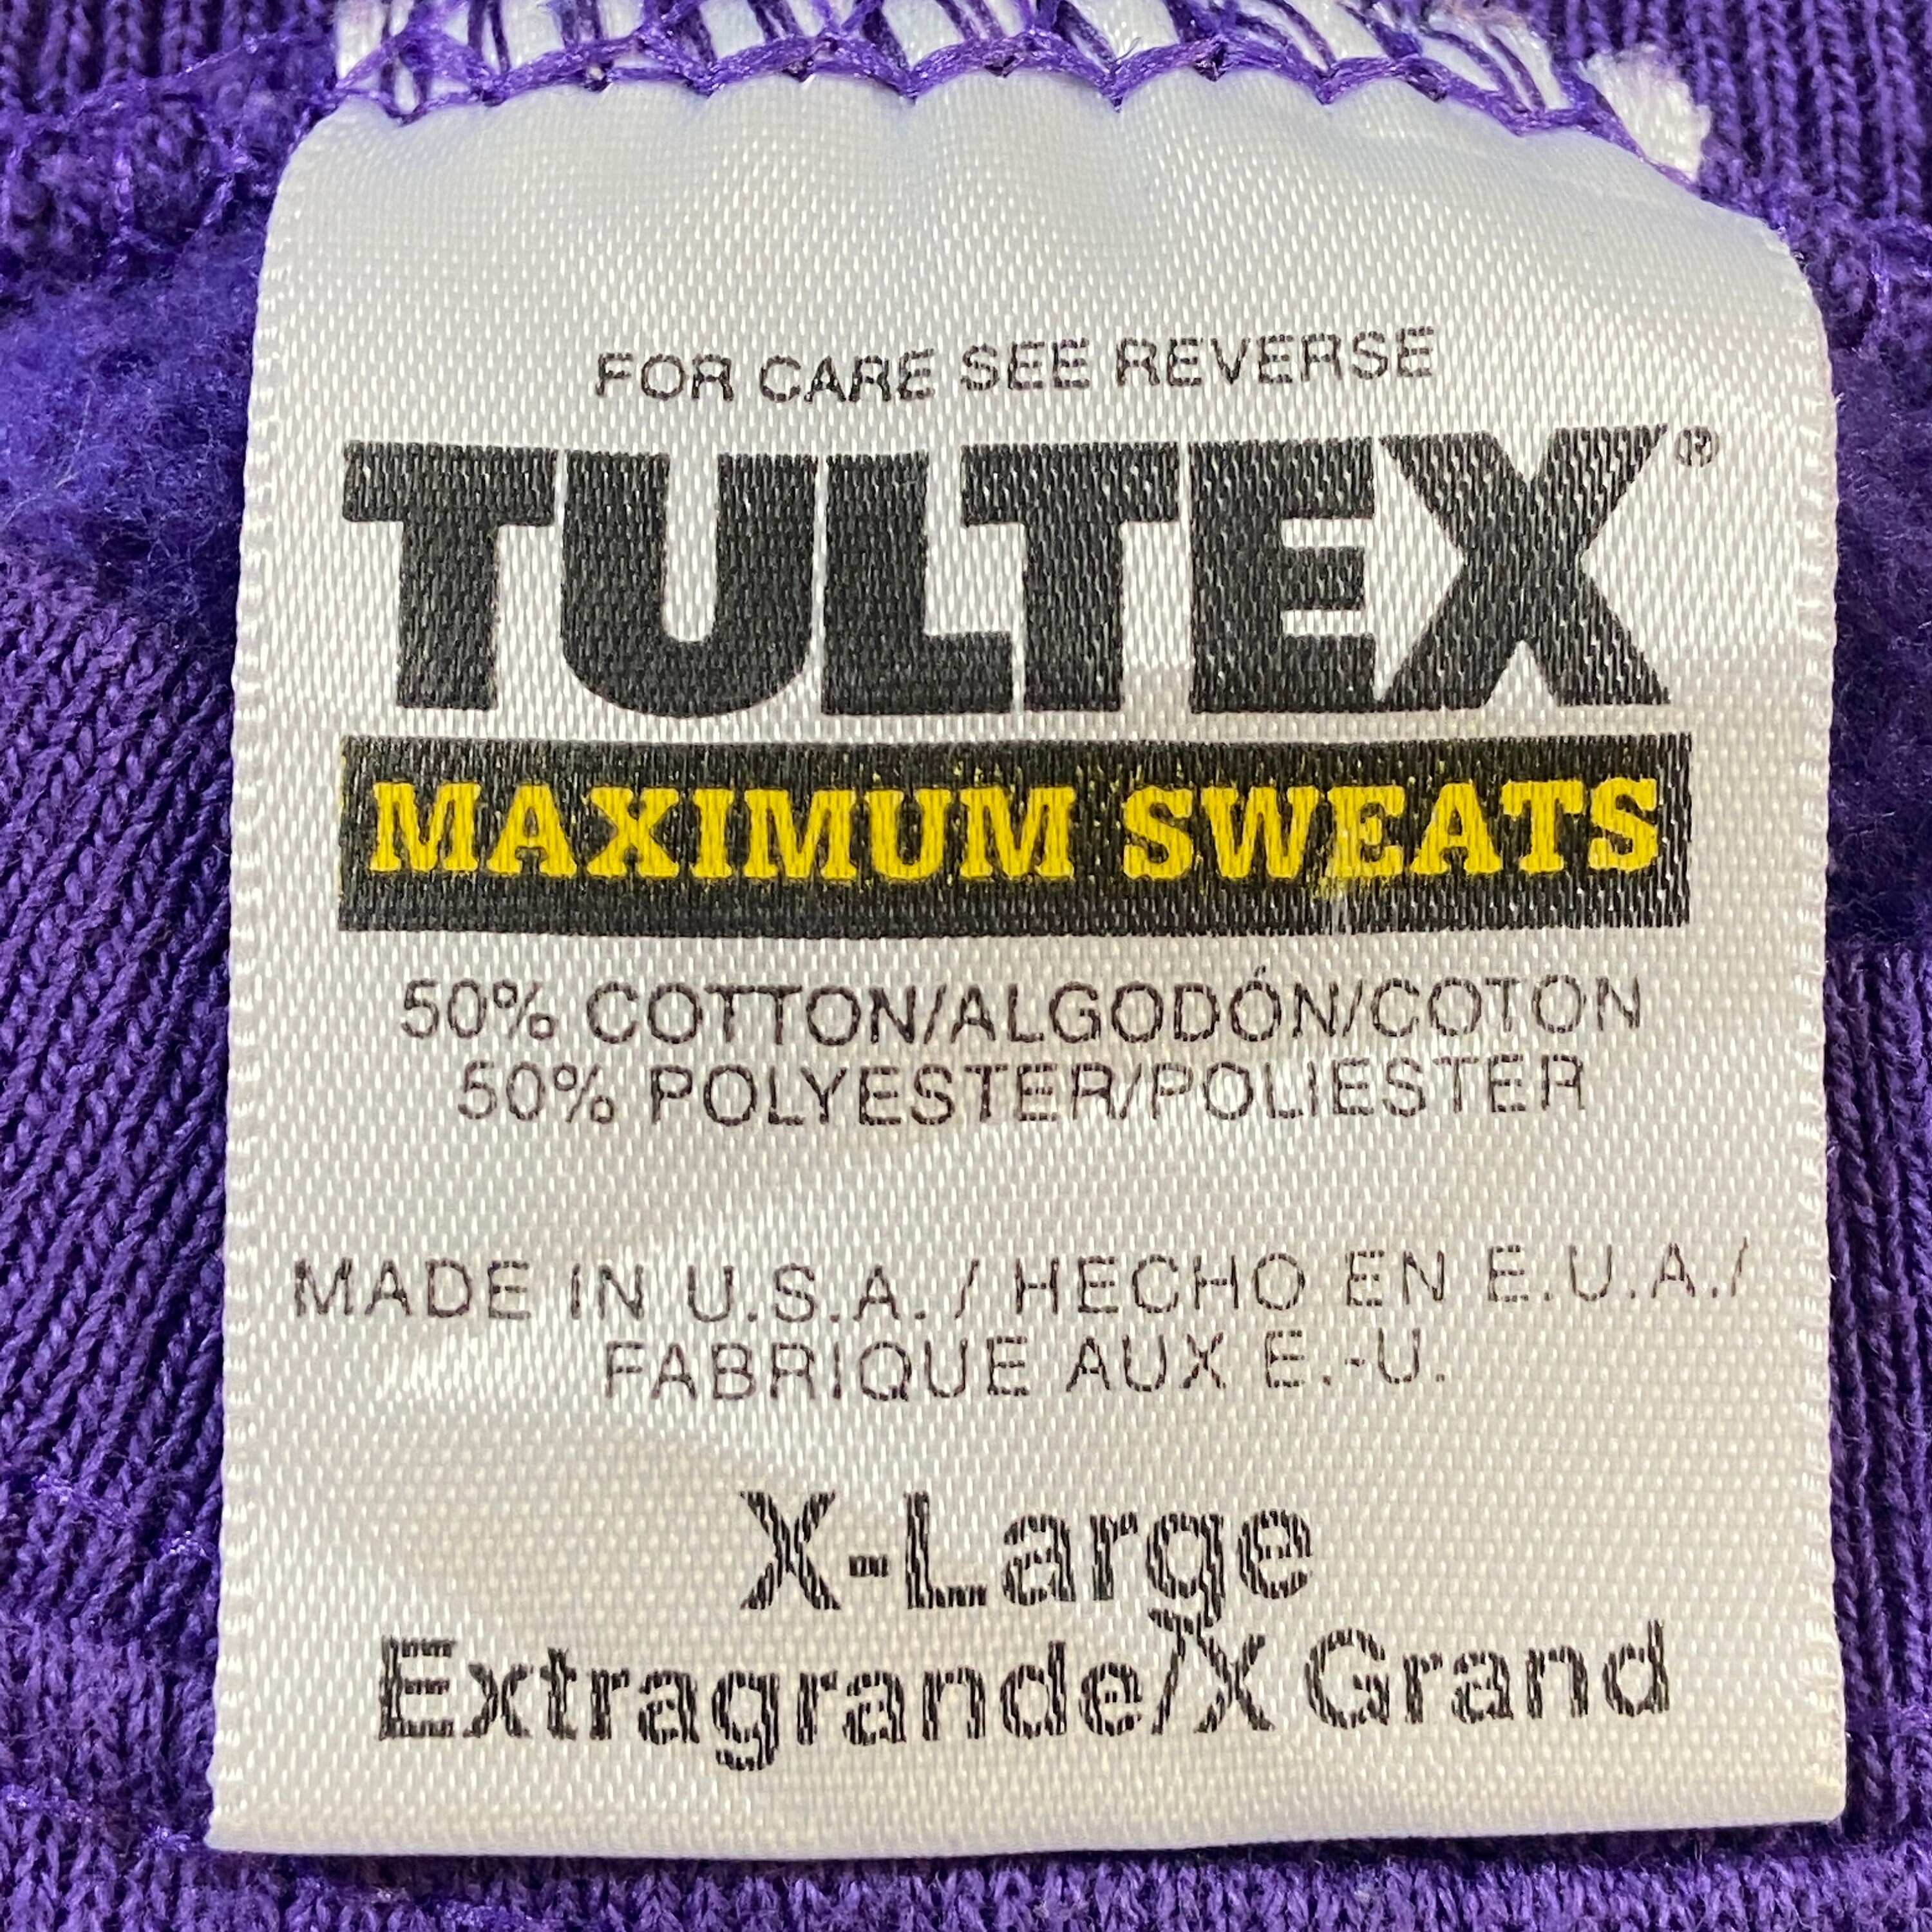 FOR CARE SEE REVERSE
TULTEX®
MAXIMUM SWEATS
50% COTTON/ALGODÓN/COTON
50% POLYESTER/POLIESTER
MADE IN U.S.A. / HECHO EN E.U.A./
FABRIQUE AUX E.-U.
X-Large
Extragrande/X Grand